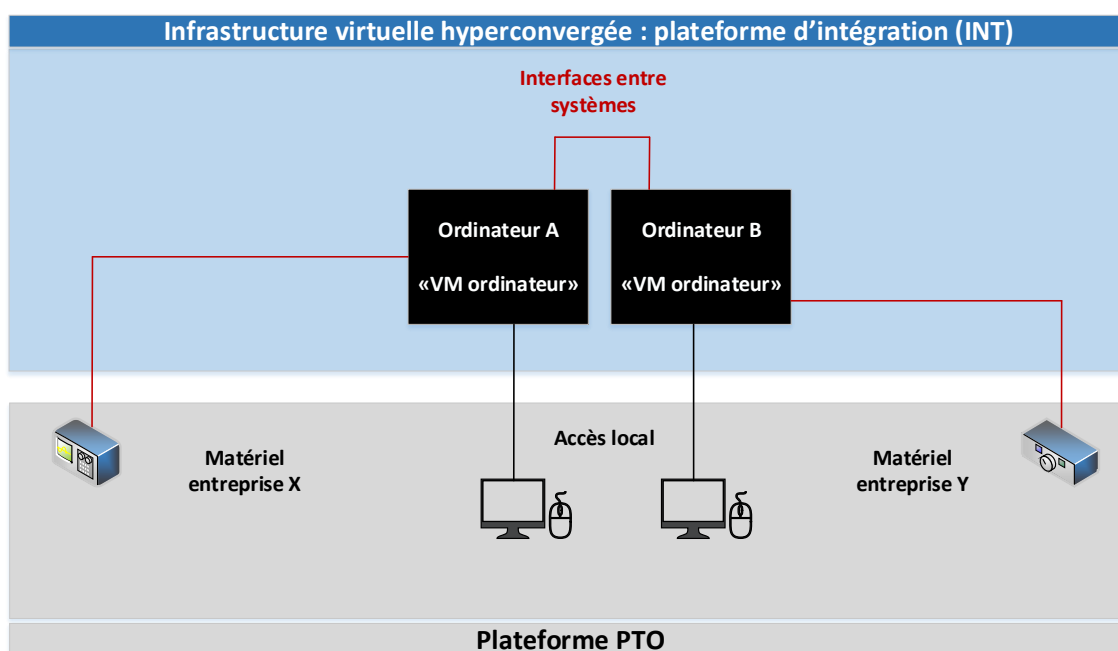 Infrastructure virtuelle hyperconvergée : plateforme d’intégration (INT)
Interfaces entre
systèmes
Ordinateur A
«VM ordinateur»
Ordinateur B
«VM ordinateur»
Accès local
Matériel
entreprise X
Matériel
entreprise Y
Plateforme PTO